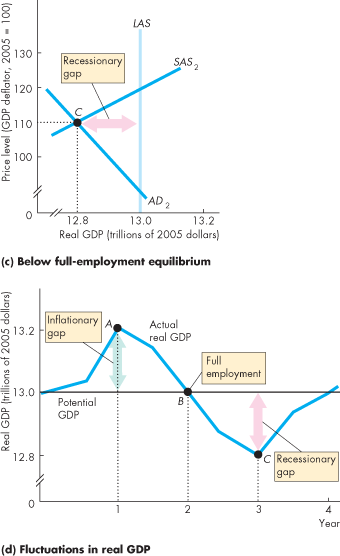 Price level (GDP deflator, 2005 = 100)
LAS
130
SAS2
Recessionary
gap
120
C
110
100
AD2
0
12.8
13.0
13.2
Real GDP (trillions of 2005 dollars)
(c) Below full-employment equilibrium
Real GDP (trillions of 2005 dollars)
13.2
Inflationary
gap
A
Actual
real GDP
Full
employment
13.0
Potential
GDP
B
12.8
C
Recessionary
gap
0
1
2
3
4
Year
(d) Fluctuations in real GDP